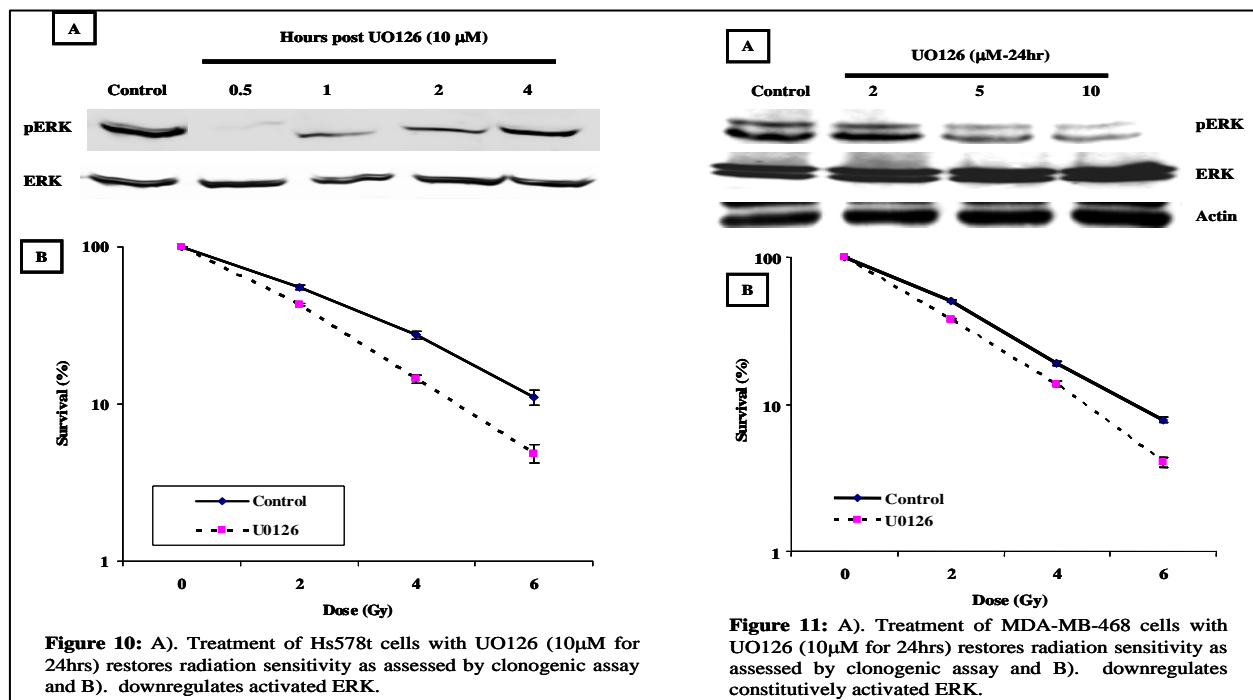 A
Hours post UO126 (10 µM)
Control 0.5 1 2 4
pERK
ERK
B
100
10
1
Survival (%)
Control
U0126
0 2 4 6
Dose (Gy)
Figure 10: A). Treatment of Hs578t cells with UO126 (10µM for
24hrs) restores radiation sensitivity as assessed by clonogenic assay
and B). downregulates activated ERK.
A
UO126 (µM-24hr)
Control 2 5 10
pERK
ERK
Actin
B
100
10
1
Survival (%)
Control
U0126
0 2 4 6
Dose (Gy)
Figure 11: A). Treatment of MDA-MB-468 cells with
UO126 (10µM for 24hrs) restores radiation sensitivity as
assessed by clonogenic assay and B). downregulates
constitutively activated ERK.